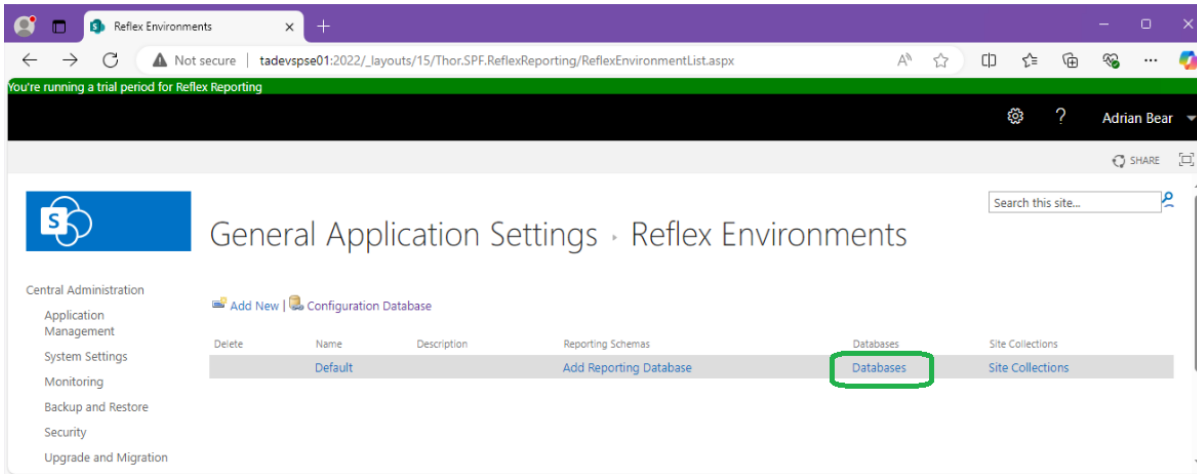 Reflex Environments
Not secure | tadevspse01:2022/_layouts/15/Thor.SPF.ReflexReporting/ReflexEnvironmentList.aspx
You're running a trial period for Reflex Reporting
? Adrian Bear
SHARE
Search this site...
S
General Application Settings › Reflex Environments
Central Administration
Application
Management
System Settings
Monitoring
Backup and Restore
Security
Upgrade and Migration
Add New | Configuration Database
Delete Name Description Reporting Schemas Databases Site Collections
Default Add Reporting Database Databases Site Collections